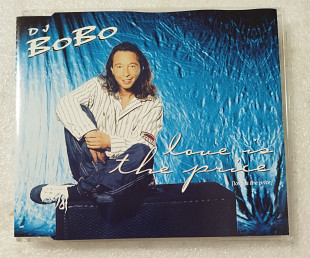 DJ
BoBo
love is
the price